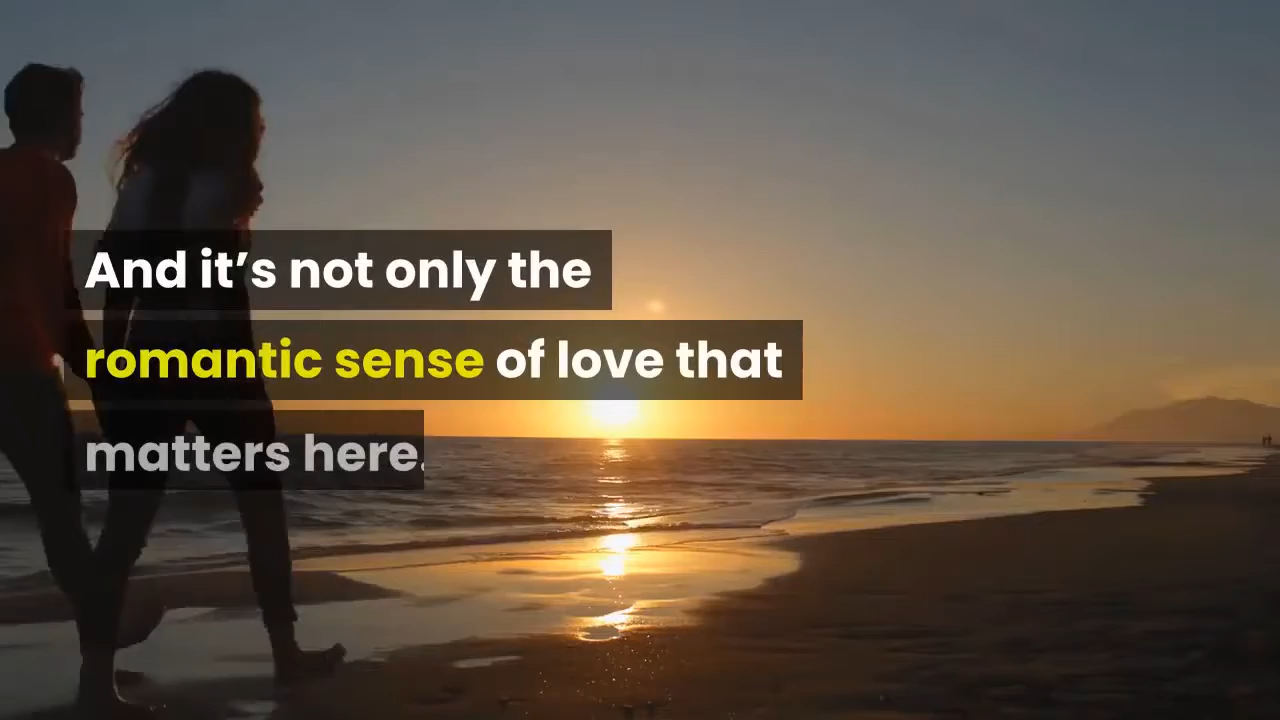 And it’s not only the
romantic sense of love that
matters here.